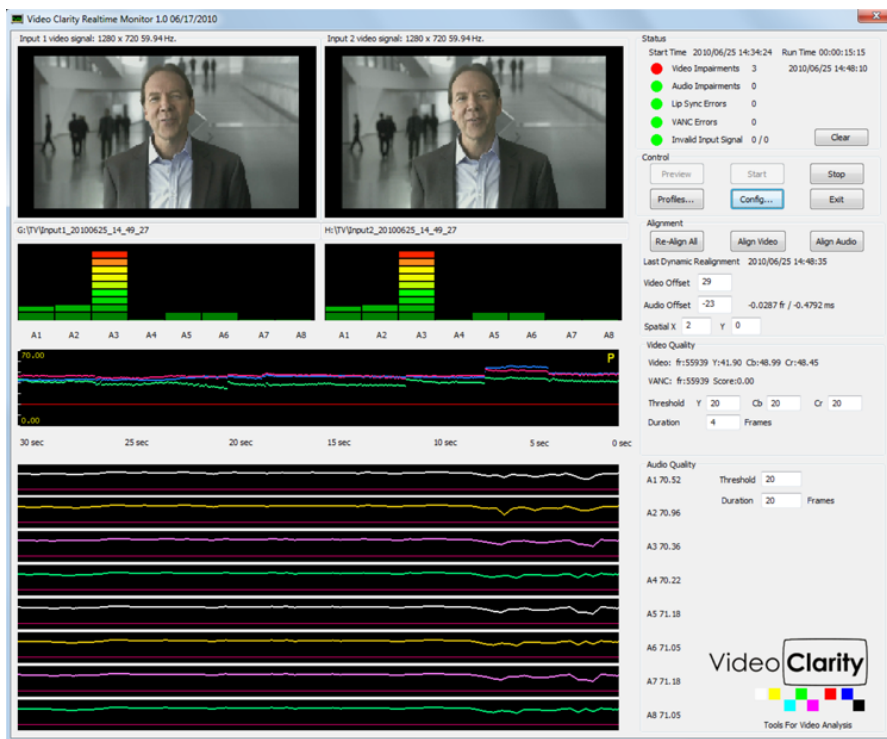 Video Clarity Realtime Monitor 1.0 06/17/2010
Input 1 video signal: 1280 x 720 59.94 Hz.
Input 2 video signal: 1280 x 720 59.94 Hz.
G:\TV\Input1_20100625_14_49_27
H:\TV\Input2_20100625_14_49_27
A1 A2 A3 A4 A5 A6 A7 A8
A1 A2 A3 A4 A5 A6 A7 A8
70.00
P
0.00
30 sec 25 sec 20 sec 15 sec 10 sec 5 sec 0 sec
Status
Start Time 2010/06/25 14:34:24 Run Time 00:00:15:15
Video Impairments 3 2010/06/25 14:48:10
Audio Impairments 0
Lip Sync Errors 0
VANC Errors 0
Invalid Input Signal 0 / 0 Clear
Control
Preview Start Stop
Profiles... Config... Exit
Alignment
Re-Align All Align Video Align Audio
Last Dynamic Realignment 2010/06/25 14:48:35
Video Offset 29
Audio Offset -23 -0.0287 fr / -0.4792 ms
Spatial X 2 Y 0
Video Quality
Video: fr:55939 Y:41.90 Cb:48.99 Cr:48.45
VANC: fr:55939 Score:0.00
Threshold Y 20 Cb 20 Cr 20
Duration 4 Frames
Audio Quality
A1 70.52 Threshold 20
Duration 20 Frames
A2 70.96
A3 70.36
A4 70.22
A5 71.18
A6 71.05
A7 71.18
A8 71.05
Video Clarity
Tools For Video Analysis